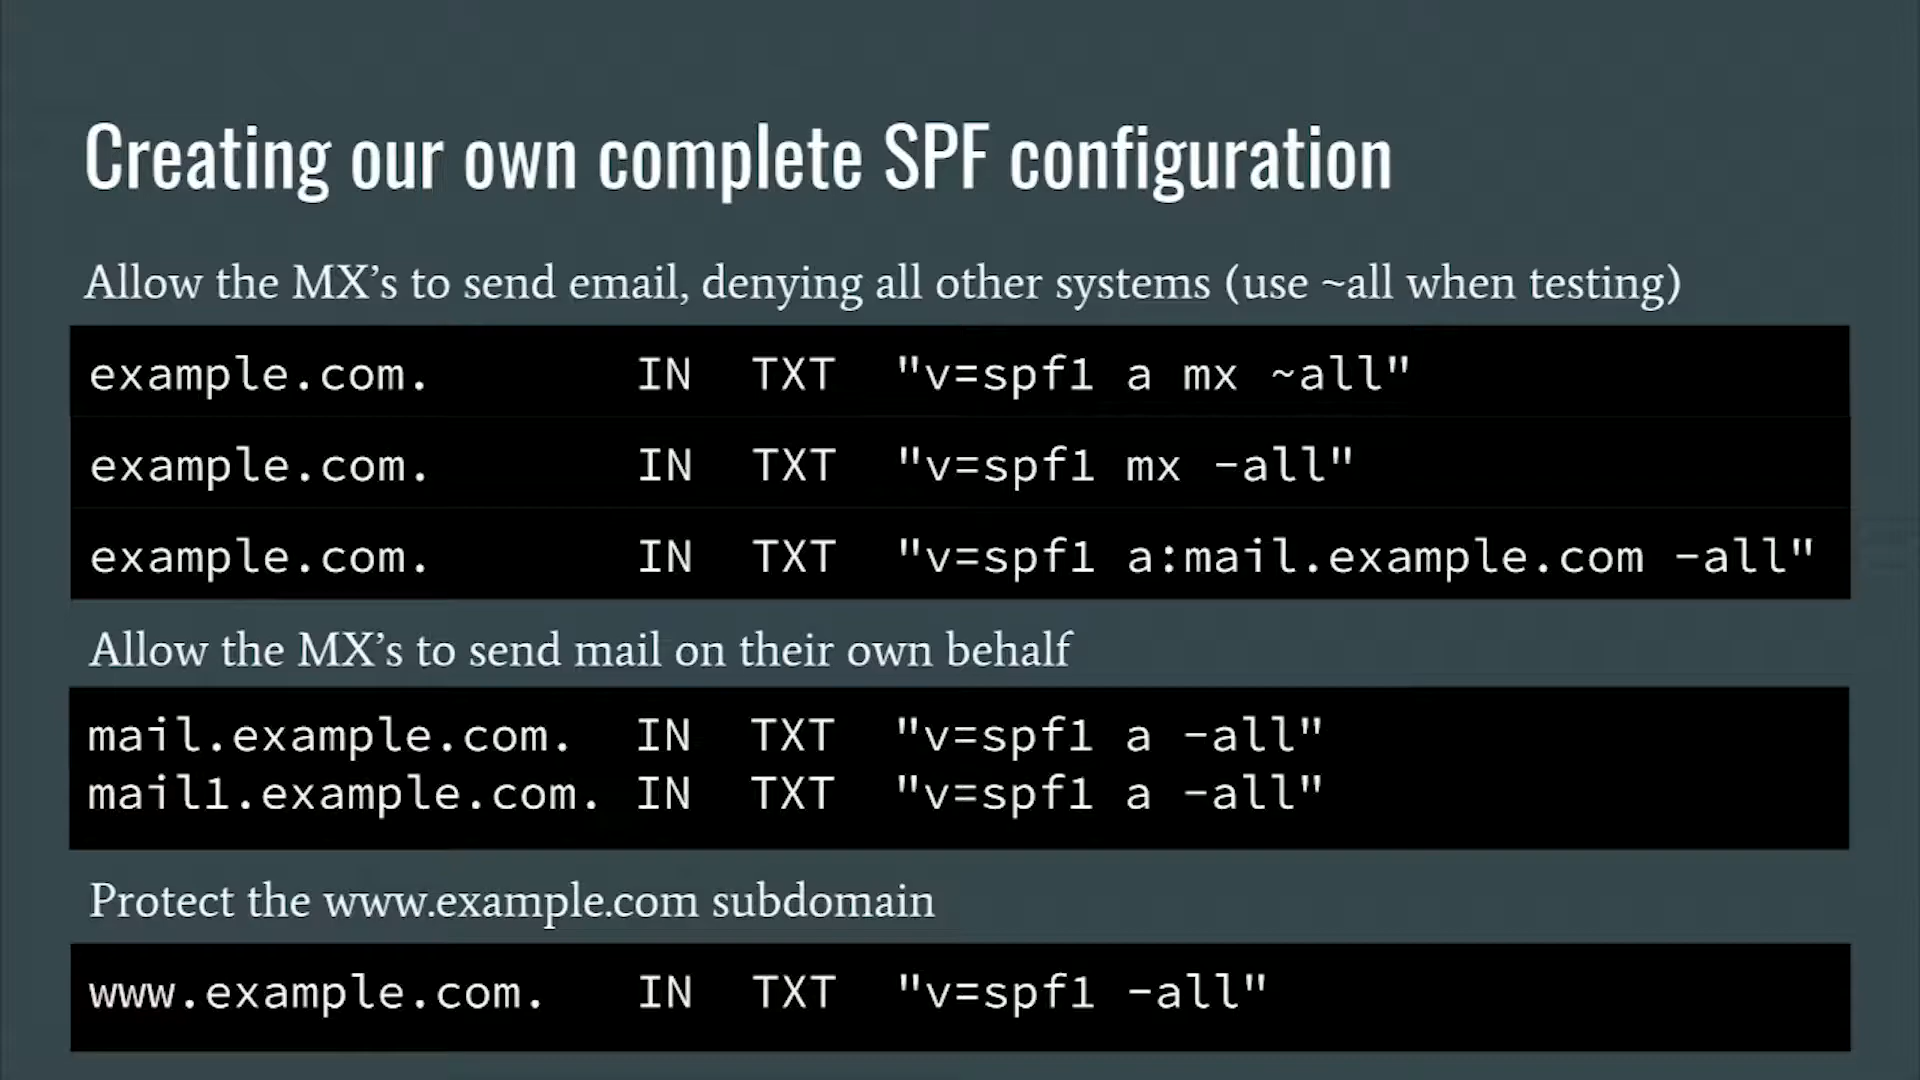 Creating our own complete SPF configuration
Allow the MX’s to send email, denying all other systems (use ~all when testing)
example.com. IN TXT "v=spf1 a mx ~all"
example.com. IN TXT "v=spf1 mx -all"
example.com. IN TXT "v=spf1 a:mail.example.com -all"
Allow the MX’s to send mail on their own behalf
mail.example.com. IN TXT "v=spf1 a -all"
mail1.example.com. IN TXT "v=spf1 a -all"
Protect the www.example.com subdomain
www.example.com. IN TXT "v=spf1 -all"